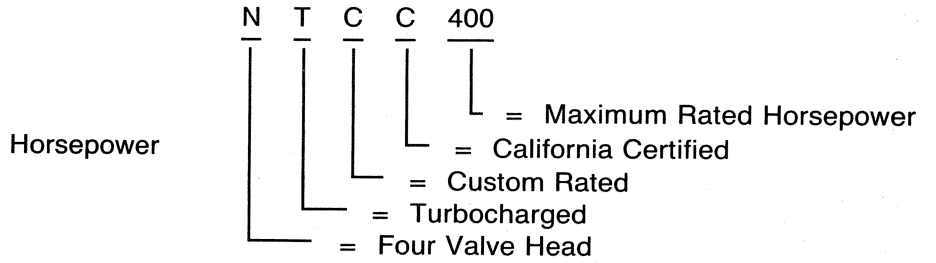 N T C C 400
= Maximum Rated Horsepower
Horsepower
= California Certified
= Custom Rated
= Turbocharged
= Four Valve Head